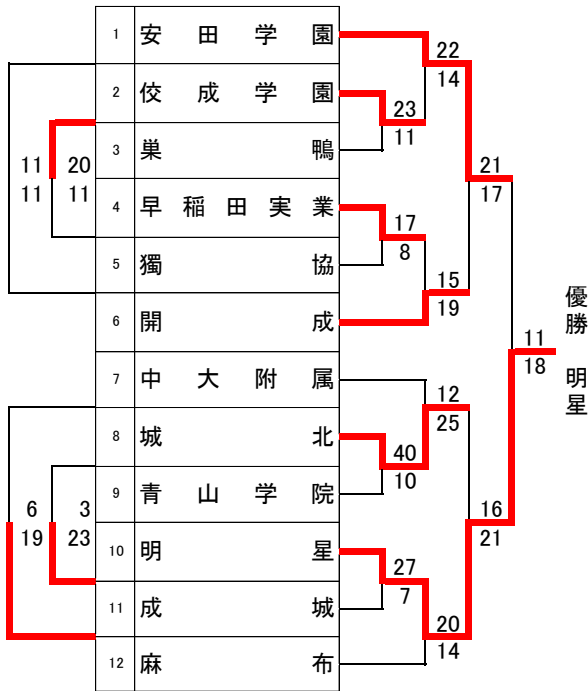 1 安田学園
2 佼成学園
3 巣鴨
4 早稲田実業
5 獨協
6 開成
7 中大附属
8 城北
9 青山学院
10 明星
11 成城
12 麻布
11
11
20
11
6
19
3
23
22
14
23
11
17
8
15
19
21
17
12
25
40
10
27
7
20
14
16
21
11
18
優勝 明星